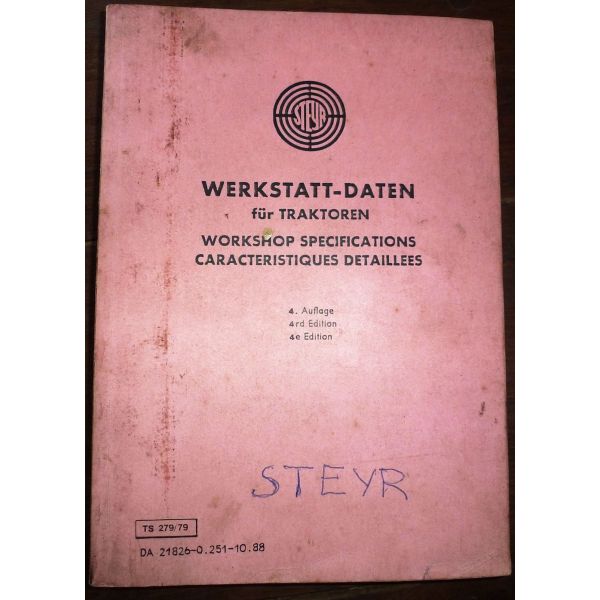 STEYR
WERKSTATT-DATEN
für TRAKTOREN
WORKSHOP SPECIFICATIONS
CARACTERISTIQUES DETAILLEES
4. Auflage
4rd Edition
4e Edition
STEYR
TS 279/79
DA 21826-0.251-10.88